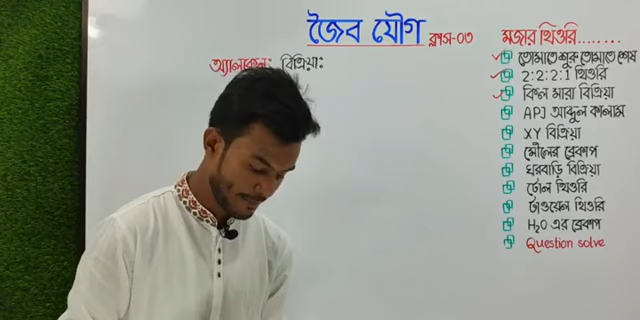 জৈব যৌগ ক্লাস-০৩
অ্যালকেন: বিক্রিয়া:
মজার থিওরি........
তোমাতে শুরু তোমাতে শেষ
2:2:2:1 থিওরি
কিল মারা বিক্রিয়া
APJ আব্দুল কালাম
XY বিক্রিয়া
মৌলের ব্রেকাপ
ঘরবাড়ি বিক্রিয়া
টোল থিওরি
টাওয়েল থিওরি
H₂O এর ব্রেকাপ
Question solve